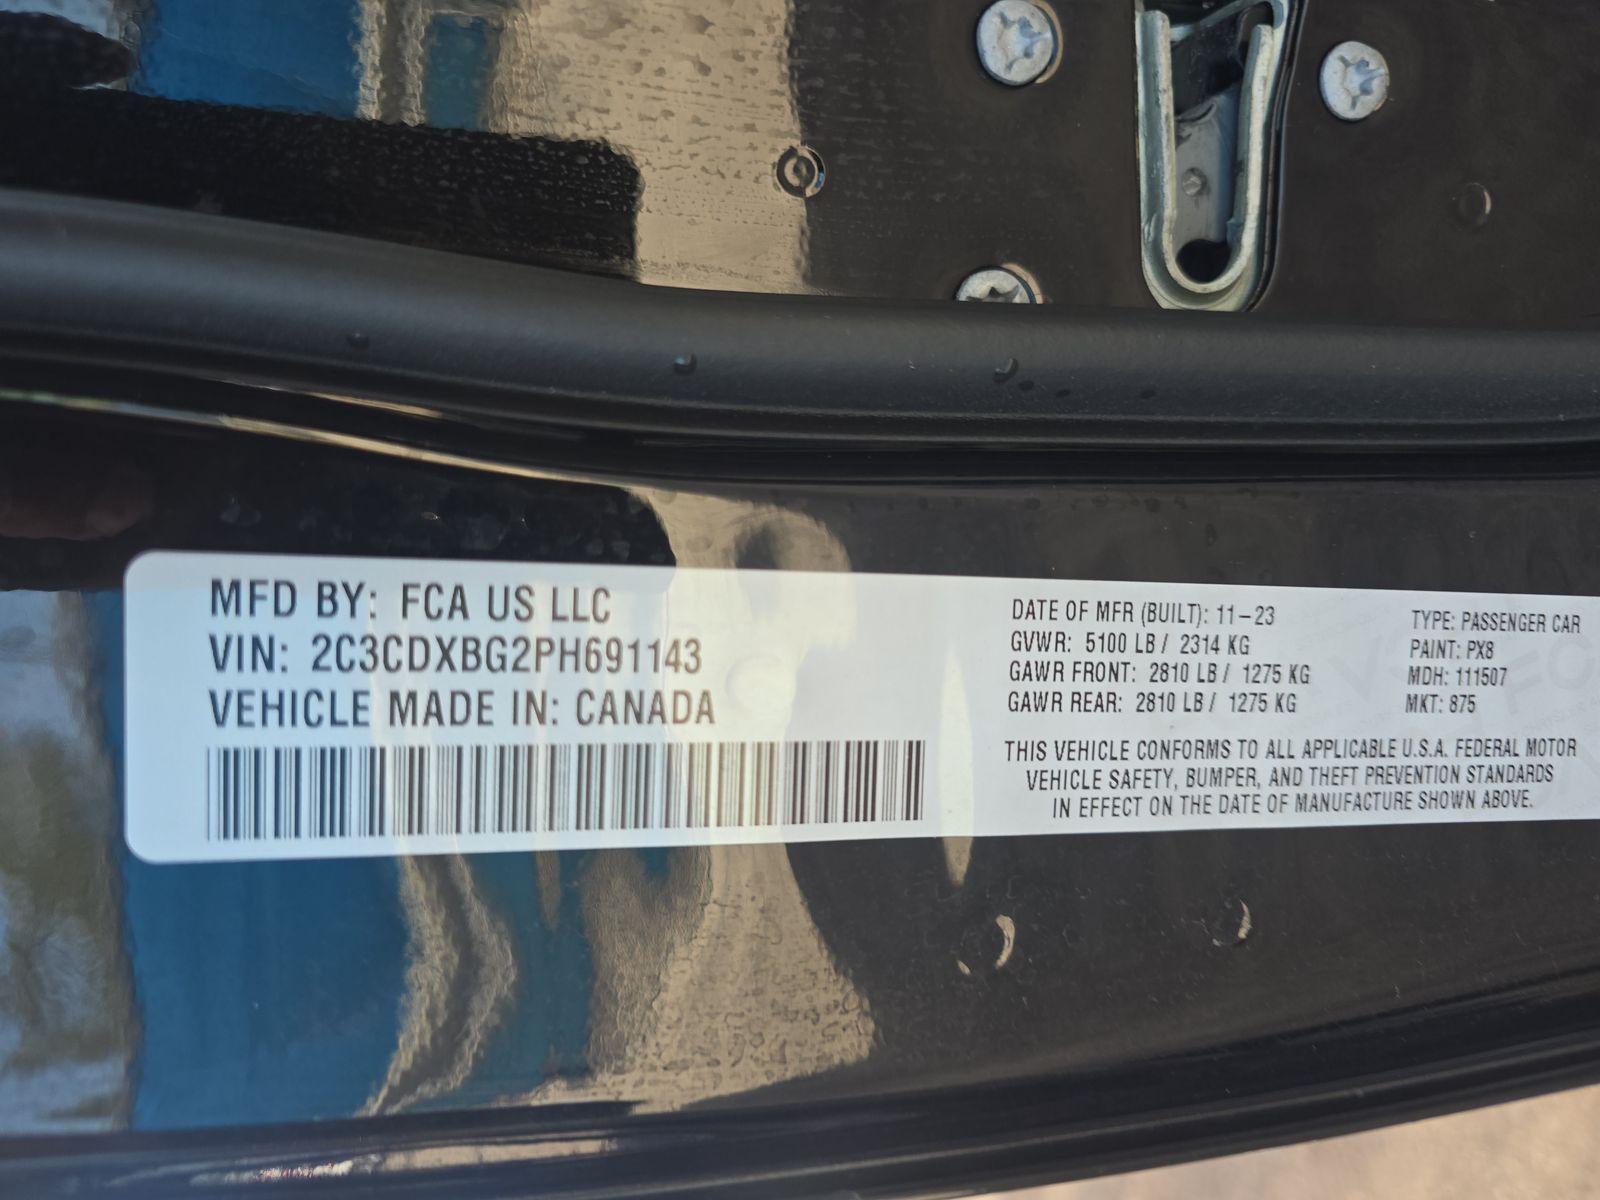 MFD BY: FCA US LLC
VIN: 2C3CDXBG2PH691143
VEHICLE MADE IN: CANADA
DATE OF MFR (BUILT): 11-23
GVWR: 5100 LB / 2314 KG
GAWR FRONT: 2810 LB / 1275 KG
GAWR REAR: 2810 LB / 1275 KG
TYPE: PASSENGER CAR
PAINT: PX8
MDH: 111507
MKT: 875
THIS VEHICLE CONFORMS TO ALL APPLICABLE U.S.A. FEDERAL MOTOR
VEHICLE SAFETY, BUMPER, AND THEFT PREVENTION STANDARDS
IN EFFECT ON THE DATE OF MANUFACTURE SHOWN ABOVE.